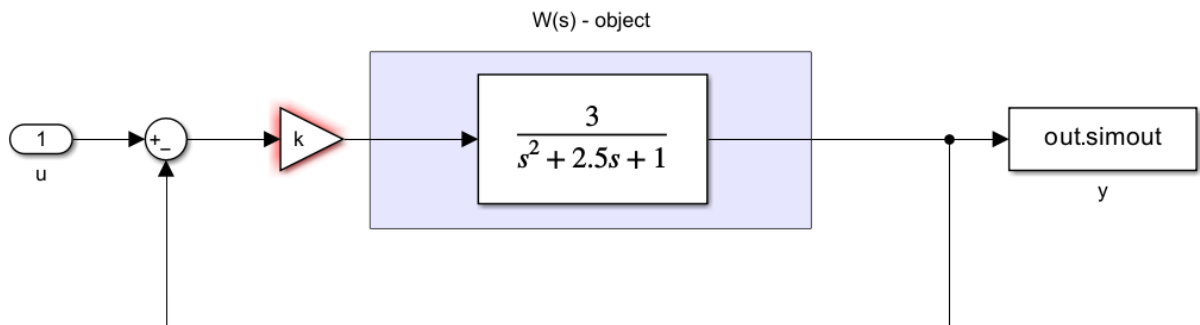 W(s) - object
1
u
+
_
k
3
s² + 2.5s + 1
out.simout
y